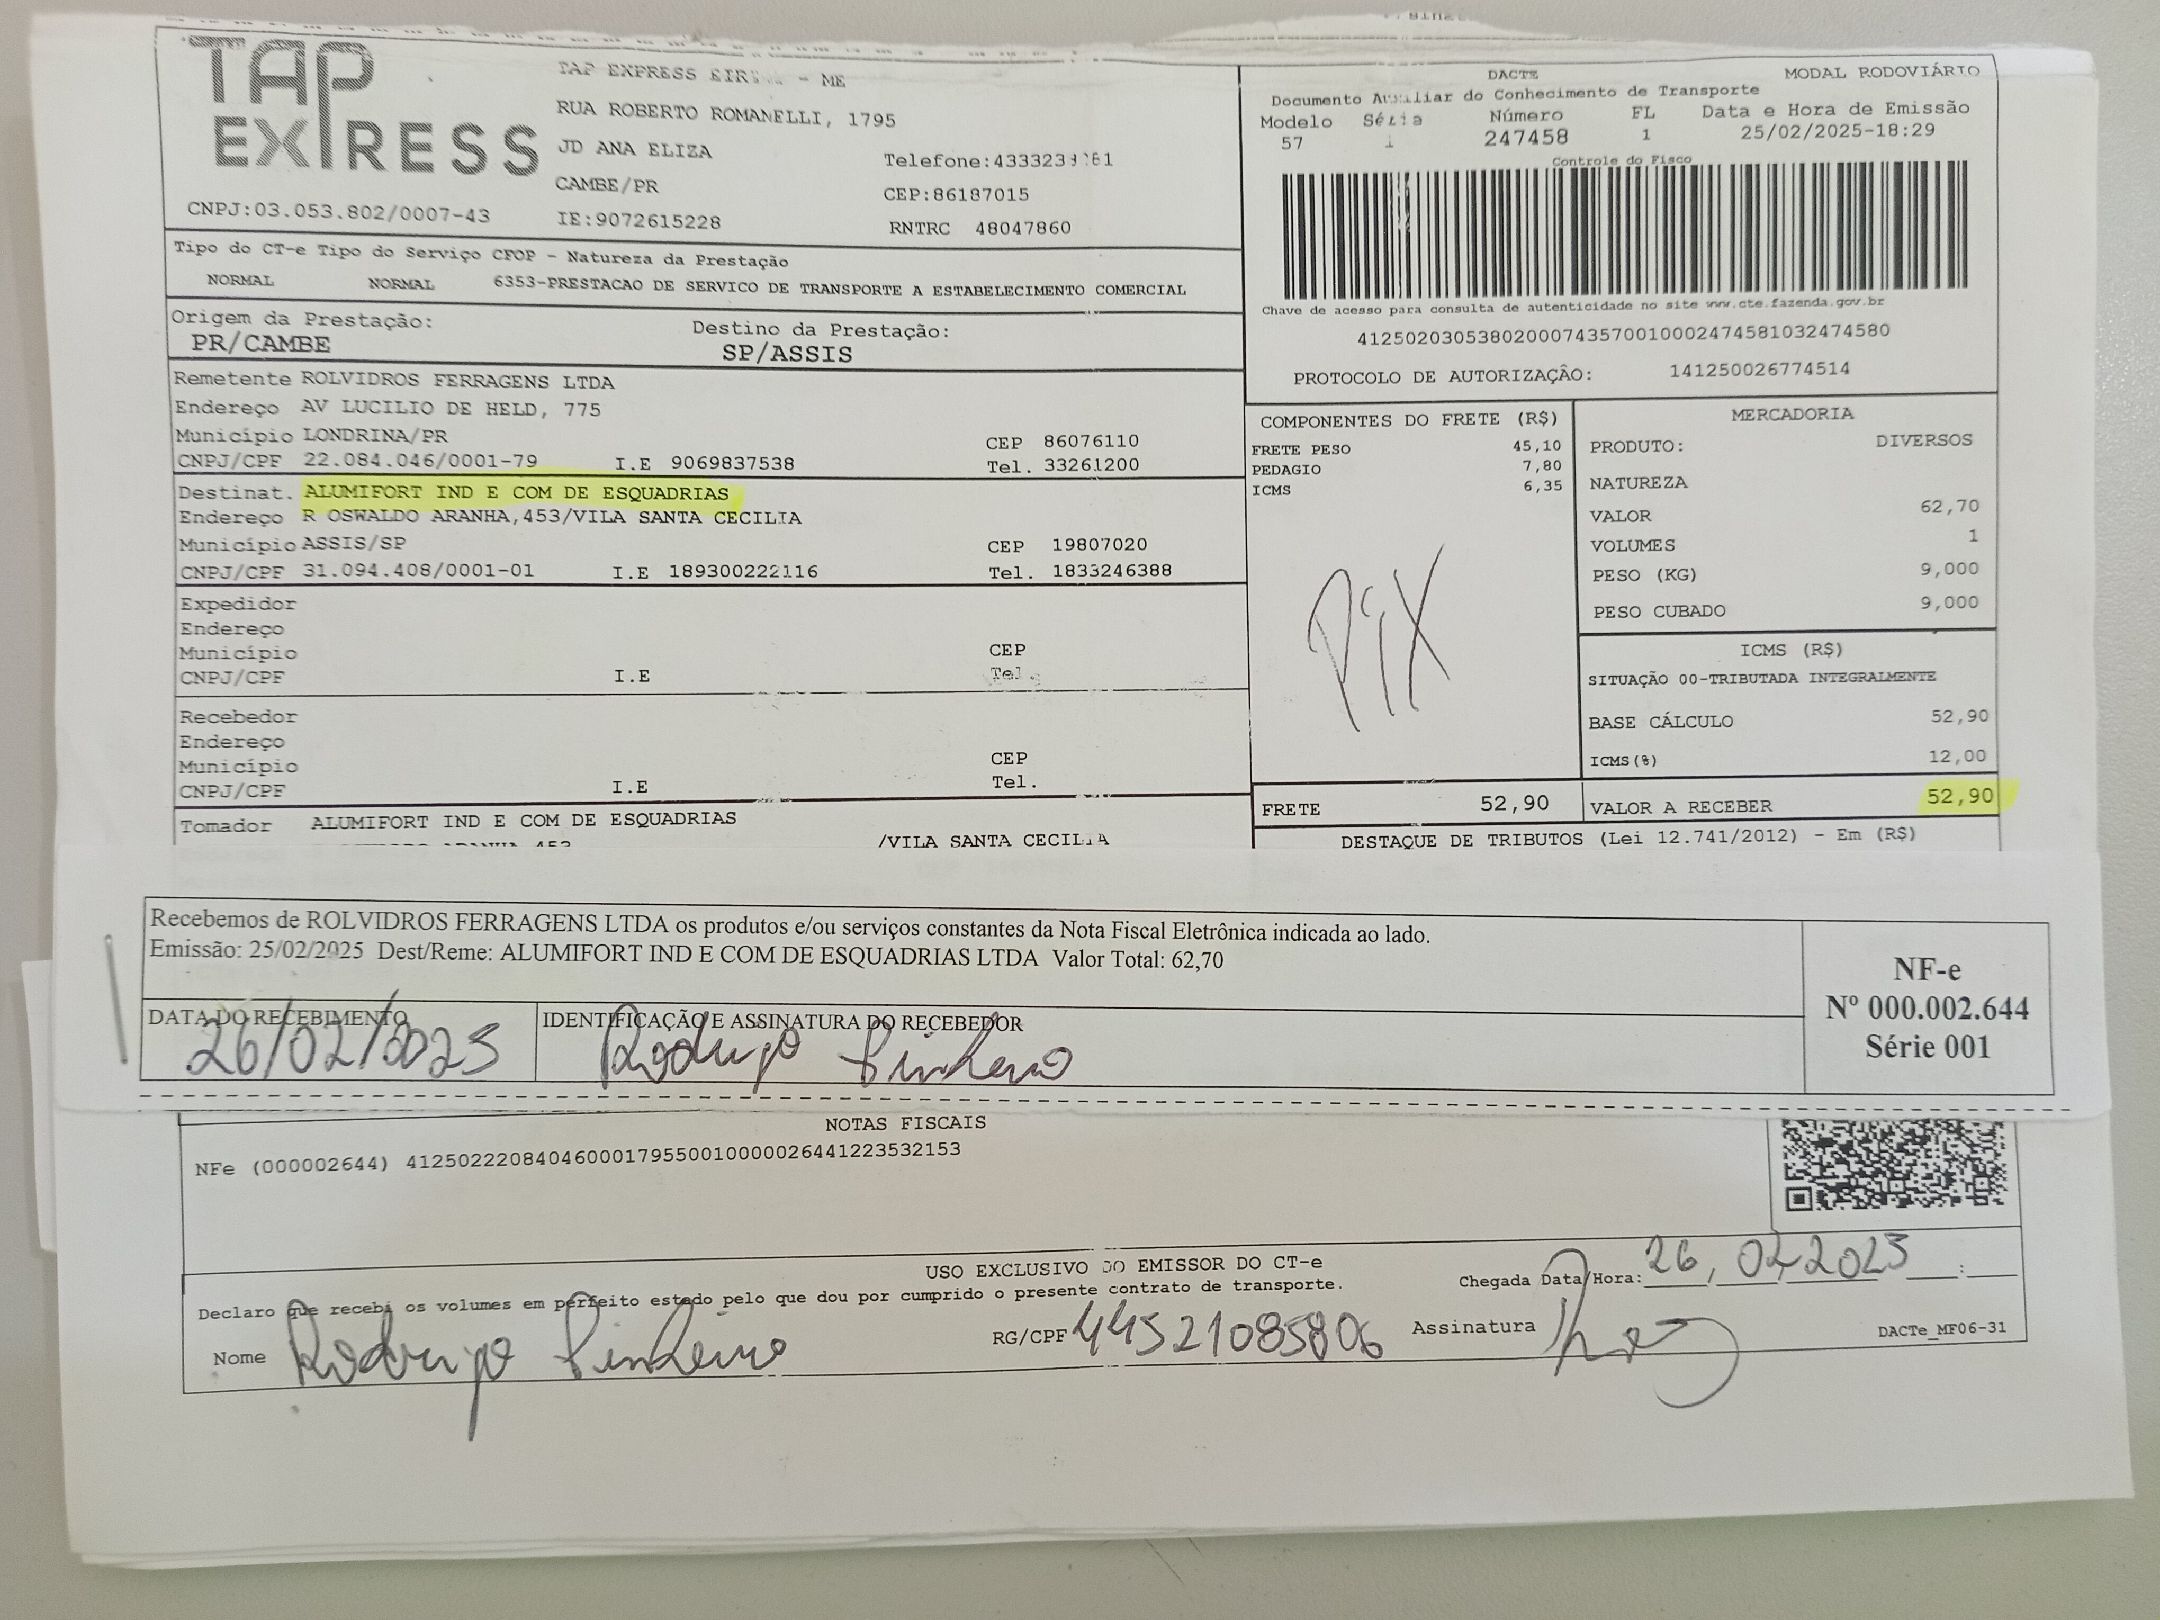 TAP EXPRESS
TAP EXPRESS - ME
RUA ROBERTO ROMANELLI, 1795
JD ANA ELIZA
CAMBE/PR
Telefone:
CEP:86187015
CNPJ:03.053.802/0007-43
IE:9072615228
RNTRC 48047860
DACTE
MODAL RODOVIÁRIO
Documento Auxiliar do Conhecimento de Transporte
Modelo Série Número FL Data e Hora de Emissão
57 1 247458 1 25/02/2025-18:29
Controle do Fisco
Chave de acesso para consulta de autenticidade no site www.cte.fazenda.gov.br
41250203053802000743570010002474581032474580
PROTOCOLO DE AUTORIZAÇÃO: 141250026774514
Tipo do CT-e Tipo do Serviço CFOP - Natureza da Prestação
NORMAL NORMAL 6353-PRESTACAO DE SERVICO DE TRANSPORTE A ESTABELECIMENTO COMERCIAL
Origem da Prestação: Destino da Prestação:
PR/CAMBE SP/ASSIS
Remetente ROLVIDROS FERRAGENS LTDA
Endereço AV LUCILIO DE HELD, 775
Município LONDRINA/PR CEP 86076110
CNPJ/CPF 22.084.046/0001-79 I.E 9069837538 Tel. 33261200
Destinat. ALUMIFORT IND E COM DE ESQUADRIAS
Endereço R OSWALDO ARANHA,453/VILA SANTA CECILIA
Município ASSIS/SP CEP 19807020
CNPJ/CPF 31.094.408/0001-01 I.E 189300222116 Tel. 1833246388
Expedidor
Endereço
Município CEP
CNPJ/CPF I.E Tel.
Recebedor
Endereço
Município CEP
CNPJ/CPF I.E Tel.
Tomador ALUMIFORT IND E COM DE ESQUADRIAS
/VILA SANTA CECILIA
COMPONENTES DO FRETE (R$)
FRETE PESO 45,10
PEDAGIO 7,80
ICMS 6,35
PIX
FRETE 52,90
MERCADORIA
PRODUTO: DIVERSOS
NATUREZA
VALOR 62,70
VOLUMES 1
PESO (KG) 9,000
PESO CUBADO 9,000
ICMS (R$)
SITUAÇÃO 00-TRIBUTADA INTEGRALMENTE
BASE CÁLCULO 52,90
ICMS(%) 12,00
VALOR A RECEBER 52,90
DESTAQUE DE TRIBUTOS (Lei 12.741/2012) - Em (R$)
Recebemos de ROLVIDROS FERRAGENS LTDA os produtos e/ou serviços constantes da Nota Fiscal Eletrônica indicada ao lado.
Emissão: 25/02/2025 Dest/Reme: ALUMIFORT IND E COM DE ESQUADRIAS LTDA Valor Total: 62,70
DATA DO RECEBIMENTO
26/02/2025
IDENTIFICAÇÃO E ASSINATURA DO RECEBEDOR
Rodrigo Pinheiro
NF-e
Nº 000.002.644
Série 001
NOTAS FISCAIS
NFe (000002644) 41250222084046000179550010000026441223532153
USO EXCLUSIVO DO EMISSOR DO CT-e
Declaro que recebi os volumes em perfeito estado pelo que dou por cumprido o presente contrato de transporte.
Chegada Data/Hora: 26, 02, 2025 :
Nome Rodrigo Pinheiro
RG/CPF 44521085806
Assinatura
DACTe_MF06-31